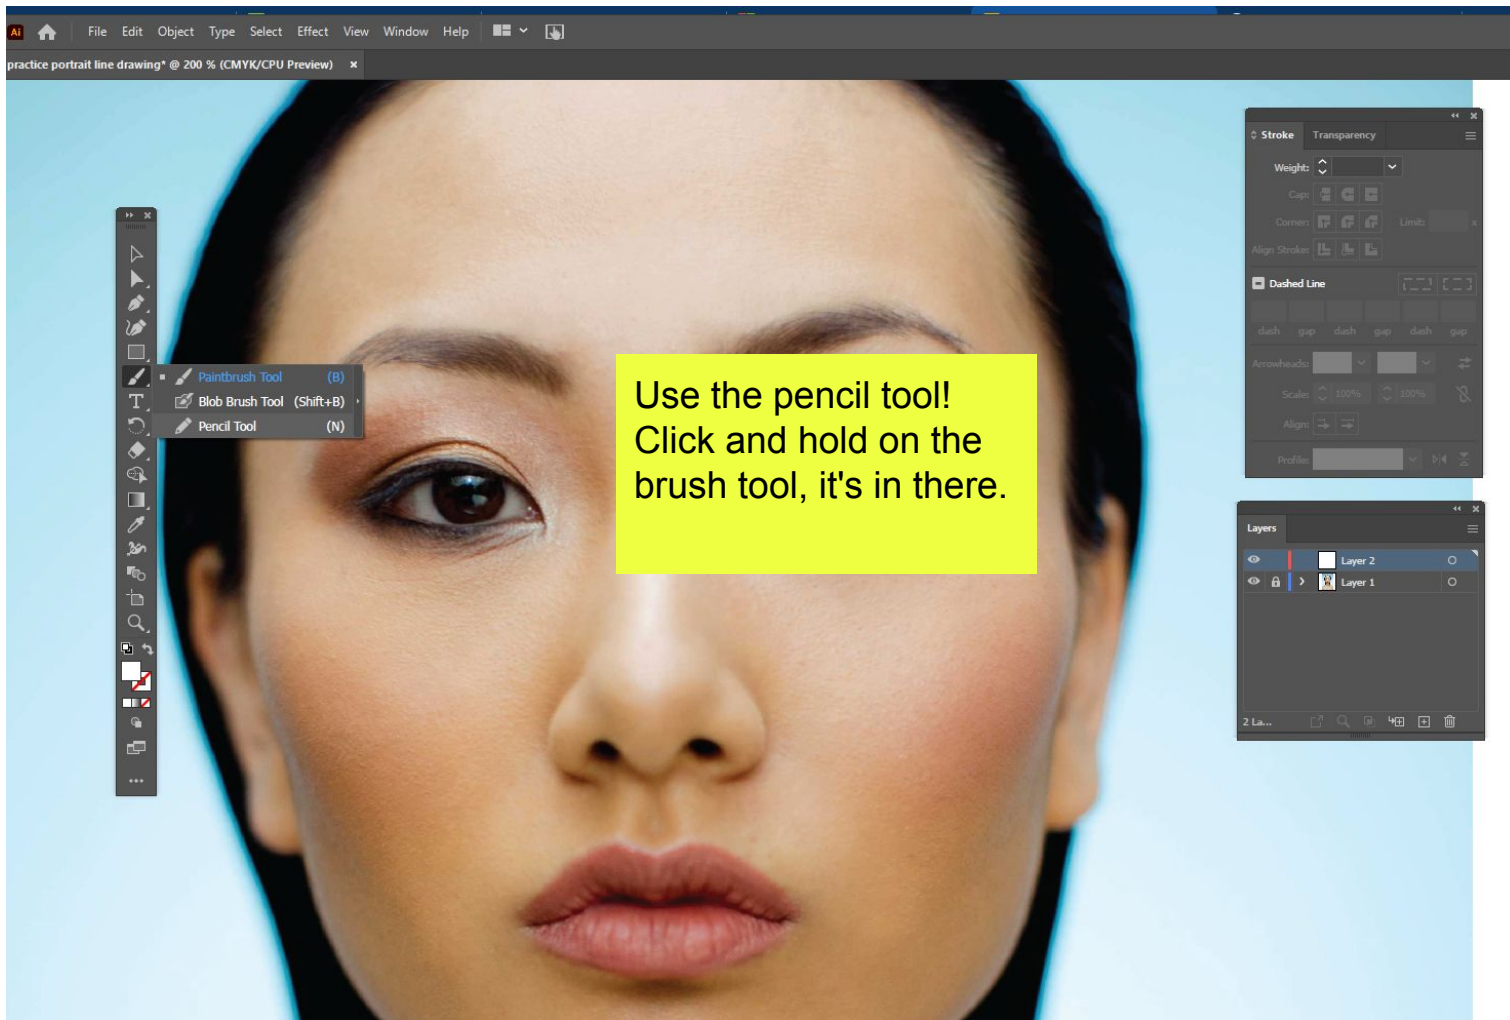 Ai File Edit Object Type Select Effect View Window Help
practice portrait line drawing* @ 200 % (CMYK/CPU Preview) ×
Stroke Transparency
Weight:
Cap:
Corner: Limit: x
Align Stroke:
Dashed Line
dash gap dash gap dash gap
Arrowheads:
Scale: 100% 100%
Align:
Profile:
Paintbrush Tool (B)
Blob Brush Tool (Shift+B)
Pencil Tool (N)
Use the pencil tool!
Click and hold on the
brush tool, it's in there.
Layers
Layer 2
Layer 1
2 La...